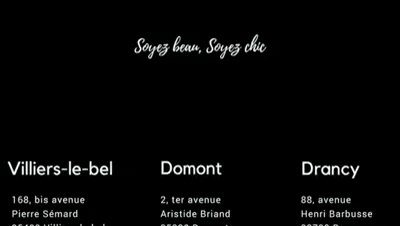 Soyez beau, Soyez chic
Villiers-le-bel
Domont
Drancy
168, bis avenue
Pierre Sémard
2, ter avenue
Aristide Briand
88, avenue
Henri Barbusse